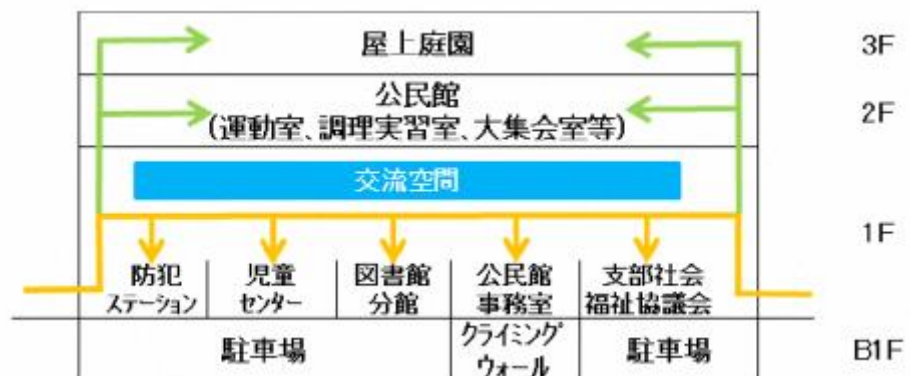 屋上庭園
3F
公民館
(運動室、調理実習室、大集会室等)
2F
交流空間
1F
防犯
ステーション
児童
センター
図書館
分館
公民館
事務室
支部社会
福祉協議会
駐車場
クライミング
ウォール
駐車場
B1F